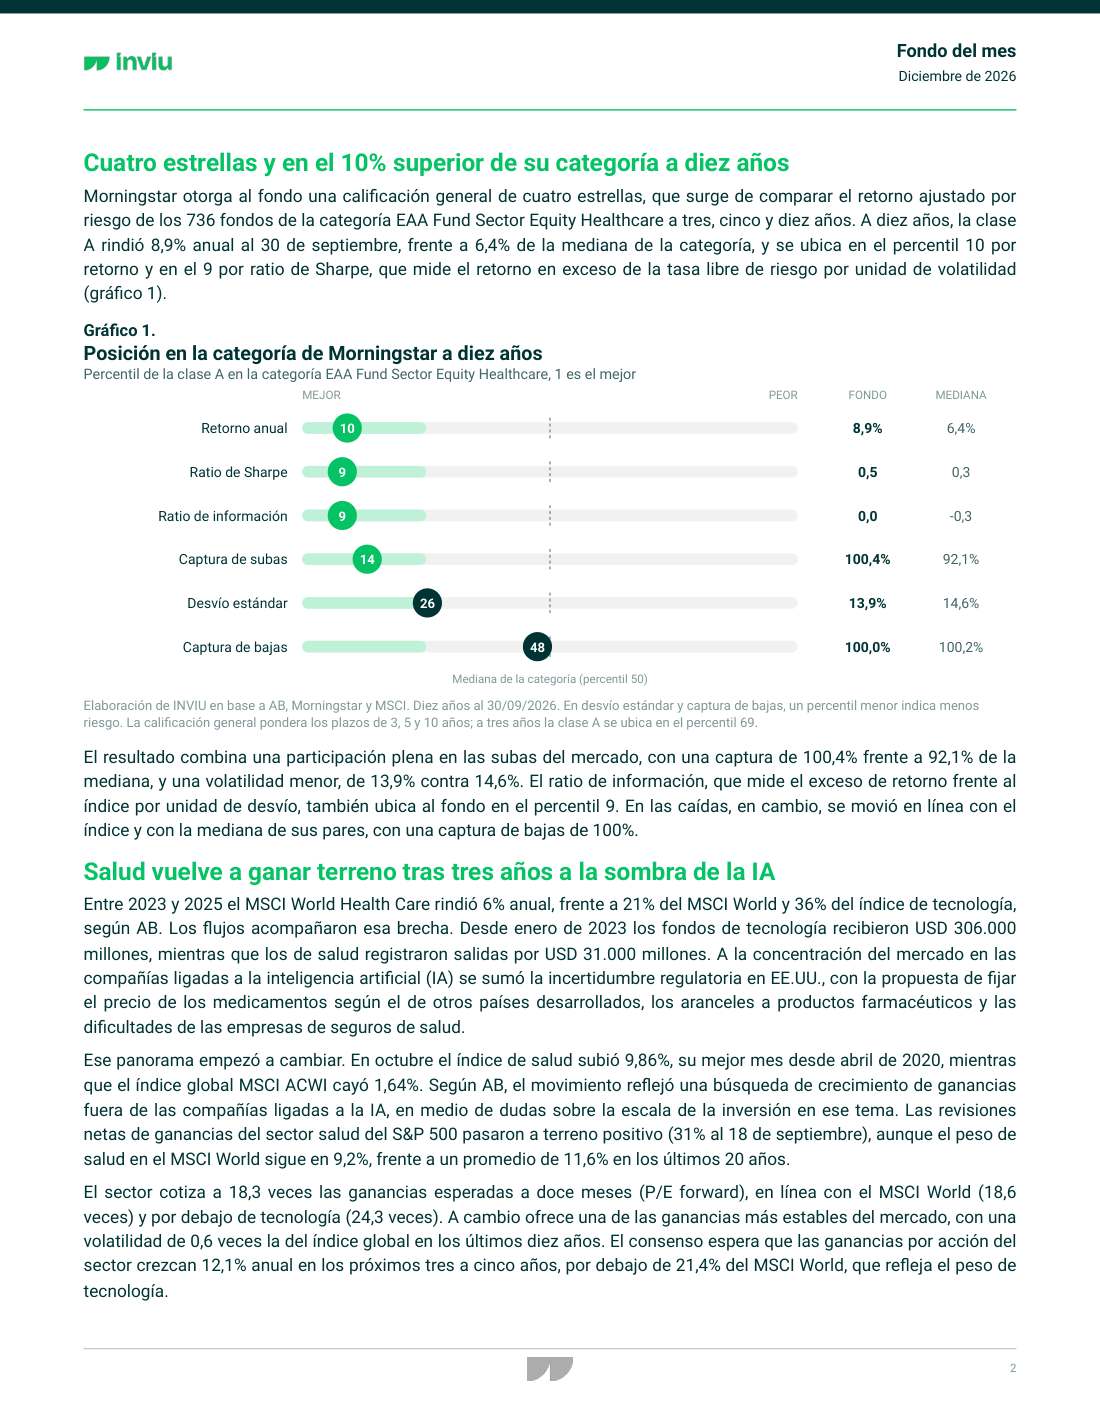 inviu
Fondo del mes
Diciembre de 2026
Cuatro estrellas y en el 10% superior de su categoría a diez años
Morningstar otorga al fondo una calificación general de cuatro estrellas, que surge de comparar el retorno ajustado por
riesgo de los 736 fondos de la categoría EAA Fund Sector Equity Healthcare a tres, cinco y diez años. A diez años, la clase
A rindió 8,9% anual al 30 de septiembre, frente a 6,4% de la mediana de la categoría, y se ubica en el percentil 10 por
retorno y en el 9 por ratio de Sharpe, que mide el retorno en exceso de la tasa libre de riesgo por unidad de volatilidad
(gráfico 1).
Gráfico 1.
Posición en la categoría de Morningstar a diez años
Percentil de la clase A en la categoría EAA Fund Sector Equity Healthcare, 1 es el mejor
MEJOR PEOR FONDO MEDIANA
Retorno anual 10 8,9% 6,4%
Ratio de Sharpe 9 0,5 0,3
Ratio de información 9 0,0 -0,3
Captura de subas 14 100,4% 92,1%
Desvío estándar 26 13,9% 14,6%
Captura de bajas 48 100,0% 100,2%
Mediana de la categoría (percentil 50)
Elaboración de INVIU en base a AB, Morningstar y MSCI. Diez años al 30/09/2026. En desvío estándar y captura de bajas, un percentil menor indica menos
riesgo. La calificación general pondera los plazos de 3, 5 y 10 años; a tres años la clase A se ubica en el percentil 69.
El resultado combina una participación plena en las subas del mercado, con una captura de 100,4% frente a 92,1% de la
mediana, y una volatilidad menor, de 13,9% contra 14,6%. El ratio de información, que mide el exceso de retorno frente al
índice por unidad de desvío, también ubica al fondo en el percentil 9. En las caídas, en cambio, se movió en línea con el
índice y con la mediana de sus pares, con una captura de bajas de 100%.
Salud vuelve a ganar terreno tras tres años a la sombra de la IA
Entre 2023 y 2025 el MSCI World Health Care rindió 6% anual, frente a 21% del MSCI World y 36% del índice de tecnología,
según AB. Los flujos acompañaron esa brecha. Desde enero de 2023 los fondos de tecnología recibieron USD 306.000
millones, mientras que los de salud registraron salidas por USD 31.000 millones. A la concentración del mercado en las
compañías ligadas a la inteligencia artificial (IA) se sumó la incertidumbre regulatoria en EE.UU., con la propuesta de fijar
el precio de los medicamentos según el de otros países desarrollados, los aranceles a productos farmacéuticos y las
dificultades de las empresas de seguros de salud.
Ese panorama empezó a cambiar. En octubre el índice de salud subió 9,86%, su mejor mes desde abril de 2020, mientras
que el índice global MSCI ACWI cayó 1,64%. Según AB, el movimiento reflejó una búsqueda de crecimiento de ganancias
fuera de las compañías ligadas a la IA, en medio de dudas sobre la escala de la inversión en ese tema. Las revisiones
netas de ganancias del sector salud del S&P 500 pasaron a terreno positivo (31% al 18 de septiembre), aunque el peso de
salud en el MSCI World sigue en 9,2%, frente a un promedio de 11,6% en los últimos 20 años.
El sector cotiza a 18,3 veces las ganancias esperadas a doce meses (P/E forward), en línea con el MSCI World (18,6
veces) y por debajo de tecnología (24,3 veces). A cambio ofrece una de las ganancias más estables del mercado, con una
volatilidad de 0,6 veces la del índice global en los últimos diez años. El consenso espera que las ganancias por acción del
sector crezcan 12,1% anual en los próximos tres a cinco años, por debajo de 21,4% del MSCI World, que refleja el peso de
tecnología.
2